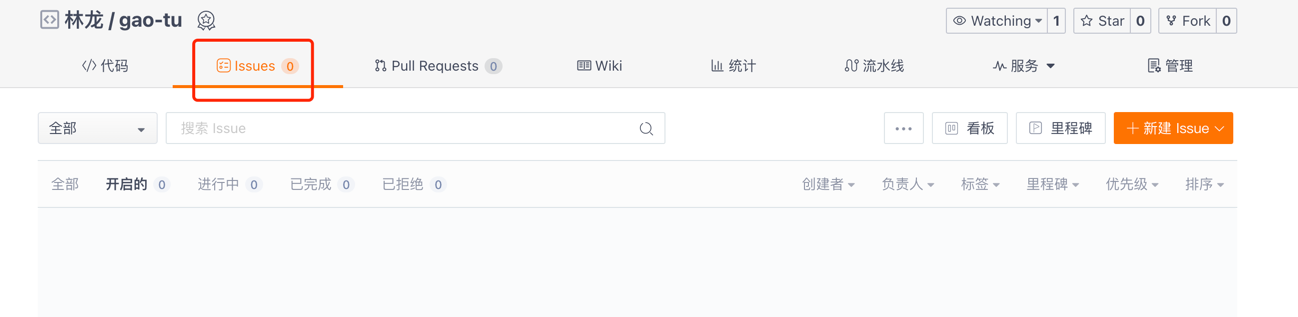 林龙 / gao-tu Watching 1 Star 0 Fork 0
代码 Issues 0 Pull Requests 0 Wiki 统计 流水线 服务 管理
全部 搜索 Issue 看板 里程碑 新建 Issue
全部 开启的 0 进行中 0 已完成 0 已拒绝 0 创建者 负责人 标签 里程碑 优先级 排序